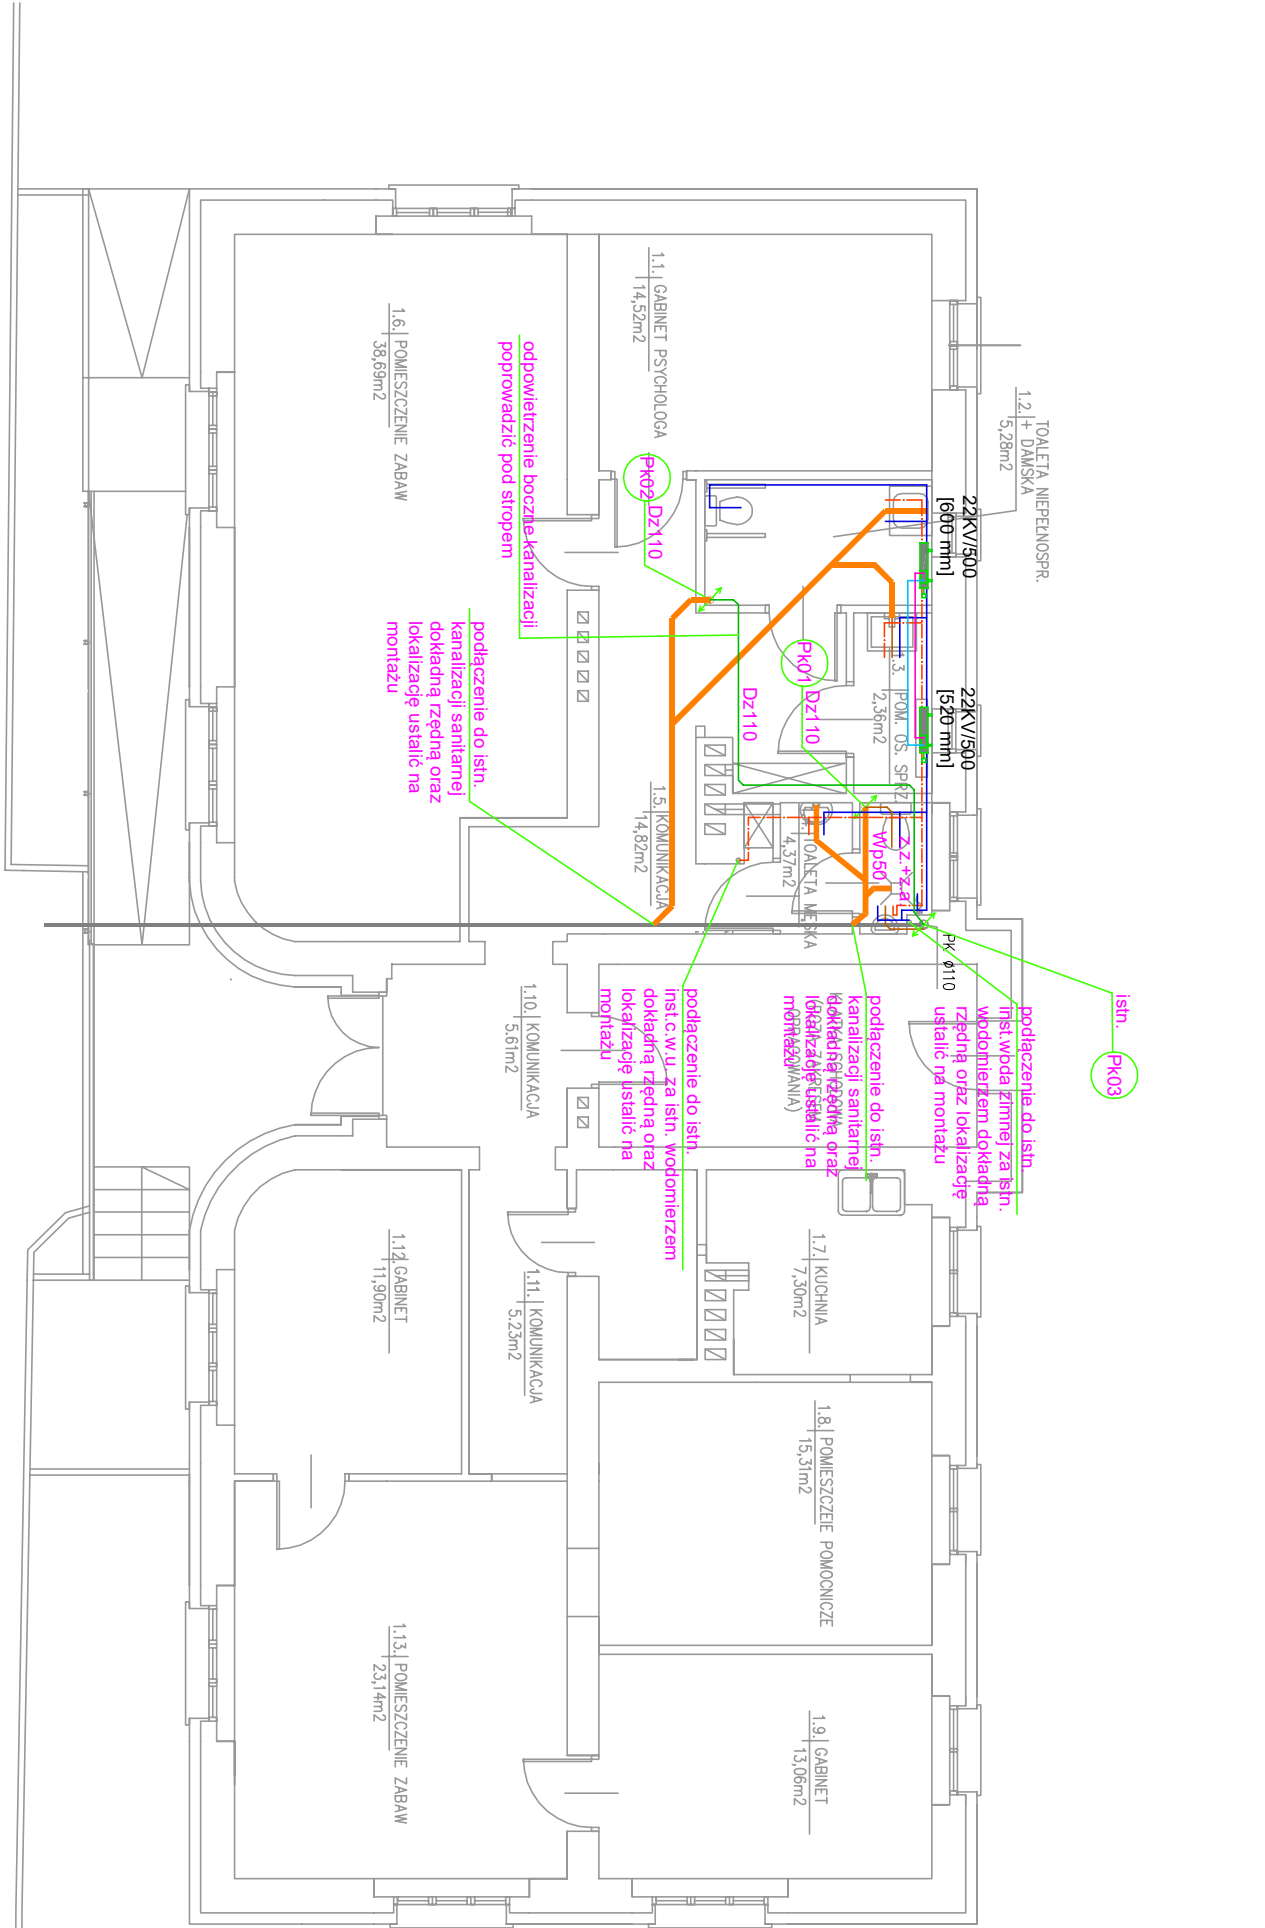 TOALETA NIEPEŁNOSPR.
1.2. + DAMSKA
5,28m2
1.1. GABINET PSYCHOLOGA
14,52m2
1.6. POMIESZCZENIE ZABAW
38,69m2
22KV/500
[600 mm]
22KV/500
[520 mm]
Pk02 Dz110
odpowietrzenie boczne kanalizacji
poprowadzić pod stropem
Pk01 Dz110
Dz110
1.3. POM. OŚ. SPRZ.
2,36m2
podłączenie do istn.
kanalizacji sanitarnej
dokładną rzędną oraz
lokalizację ustalić na
montażu
1.5. KOMUNIKACJA
14,82m2
TOALETA MĘSKA
4,37m2
z.z.+z.a.
Wp50
PK Ø110
istn.
Pk03
podłączenie do istn.
inst.woda zimnej za istn.
wodomierzem dokładną
rzędną oraz lokalizację
ustalić na montażu
podłączenie do istn.
kanalizacji sanitarnej
dokładną rzędną oraz
lokalizację ustalić na
montażu
podłączenie do istn.
inst.c.w.u za istn. wodomierzem
dokładną rzędną oraz
lokalizację ustalić na
montażu
1.10. KOMUNIKACJA
5.61m2
1.7. KUCHNIA
7,30m2
1.12. GABINET
11,90m2
1.11. KOMUNIKACJA
5.23m2
1.8. POMIESZCZEIE POMOCNICZE
15,31m2
1.13. POMIESZCZENIE ZABAW
23,14m2
1.9. GABINET
13,06m2